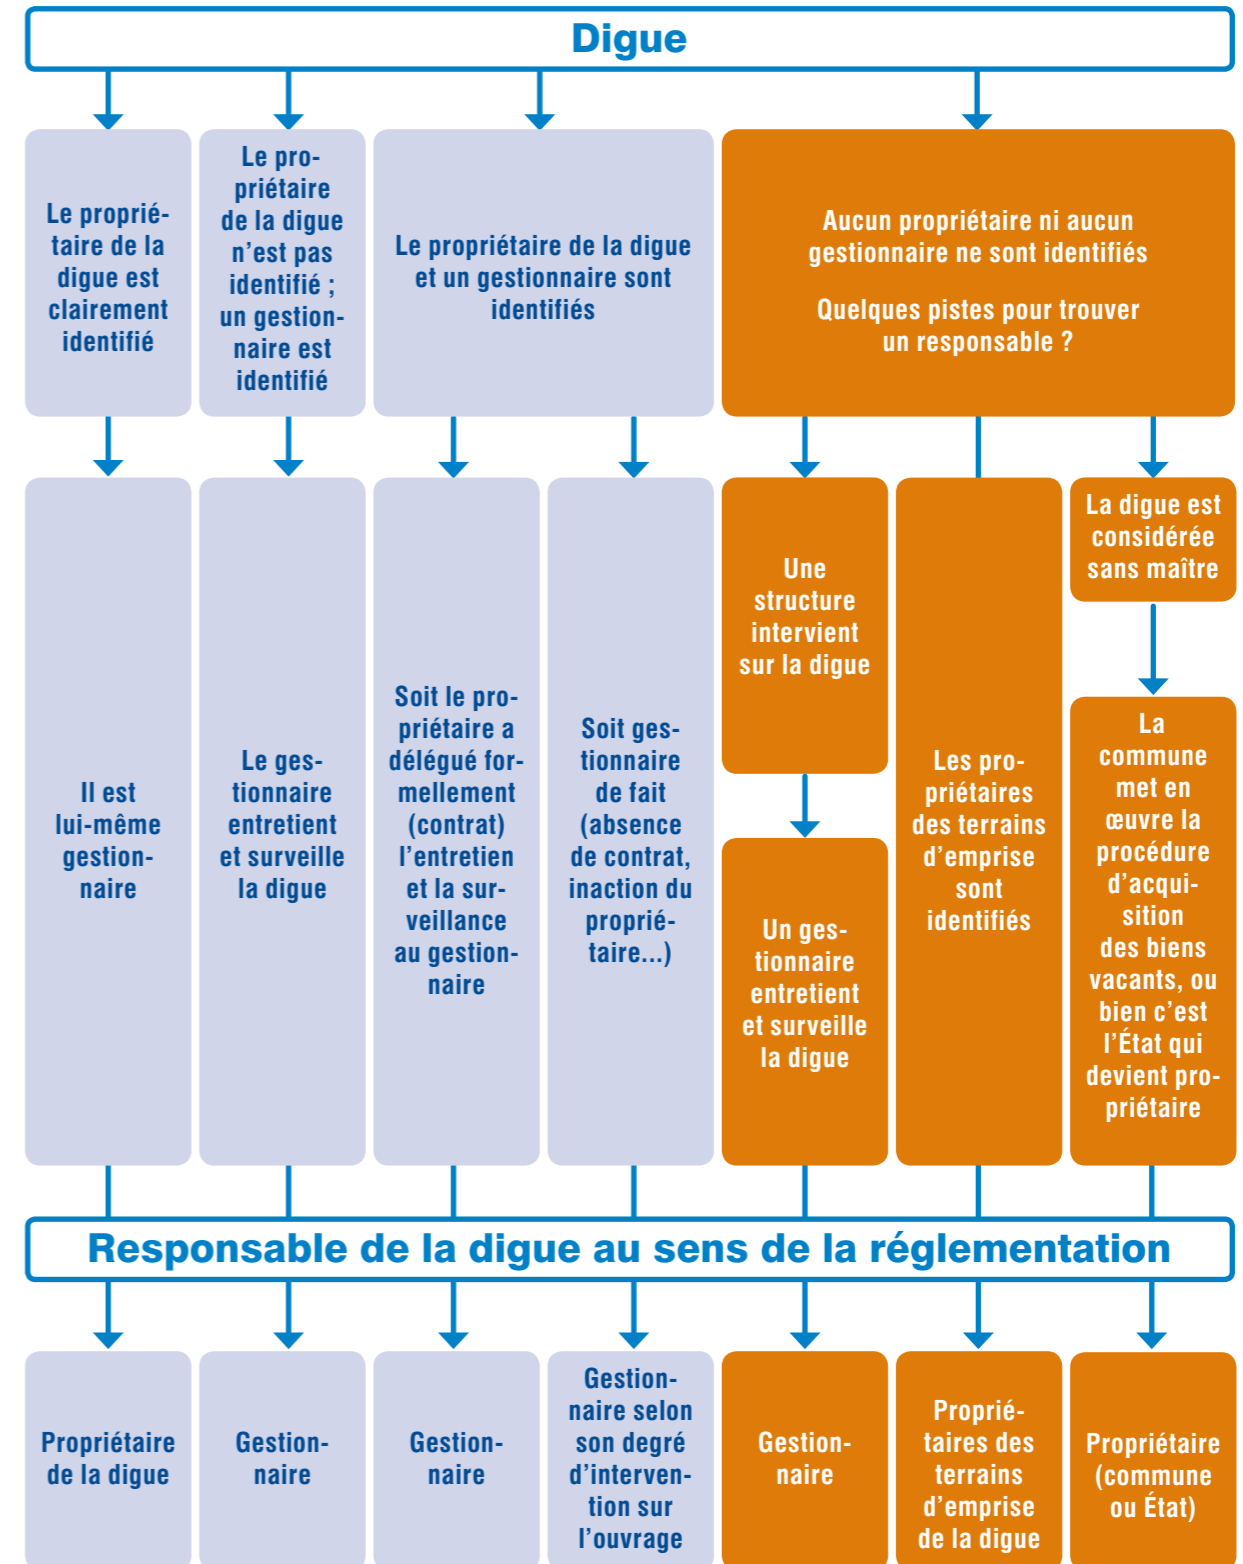 Digue
Le proprié-
taire de la
digue est
clairement
identifié
Le pro-
priétaire
de la digue
n’est pas
identifié ;
un gestion-
naire est
identifié
Le propriétaire de la digue
et un gestionnaire sont
identifiés
Aucun propriétaire ni aucun
gestionnaire ne sont identifiés
Quelques pistes pour trouver
un responsable ?
Il est
lui-même
gestion-
naire
Le ges-
tionnaire
entretient
et surveille
la digue
Soit le pro-
priétaire a
délégué for-
mellement
(contrat)
l’entretien
et la sur-
veillance
au gestion-
naire
Soit ges-
tionnaire
de fait
(absence
de contrat,
inaction du
proprié-
taire...)
Une
structure
intervient
sur la digue
Un ges-
tionnaire
entretient
et surveille
la digue
Les pro-
priétaires
des terrains
d’emprise
sont
identifiés
La digue est
considérée
sans maître
La
commune
met en
œuvre la
procédure
d’acqui-
sition
des biens
vacants, ou
bien c’est
l’État qui
devient pro-
priétaire
Responsable de la digue au sens de la réglementation
Propriétaire
de la digue
Gestion-
naire
Gestion-
naire
Gestion-
naire selon
son degré
d’interven-
tion sur
l’ouvrage
Gestion-
naire
Proprié-
taires des
terrains
d’emprise
de la digue
Propriétaire
(commune
ou État)